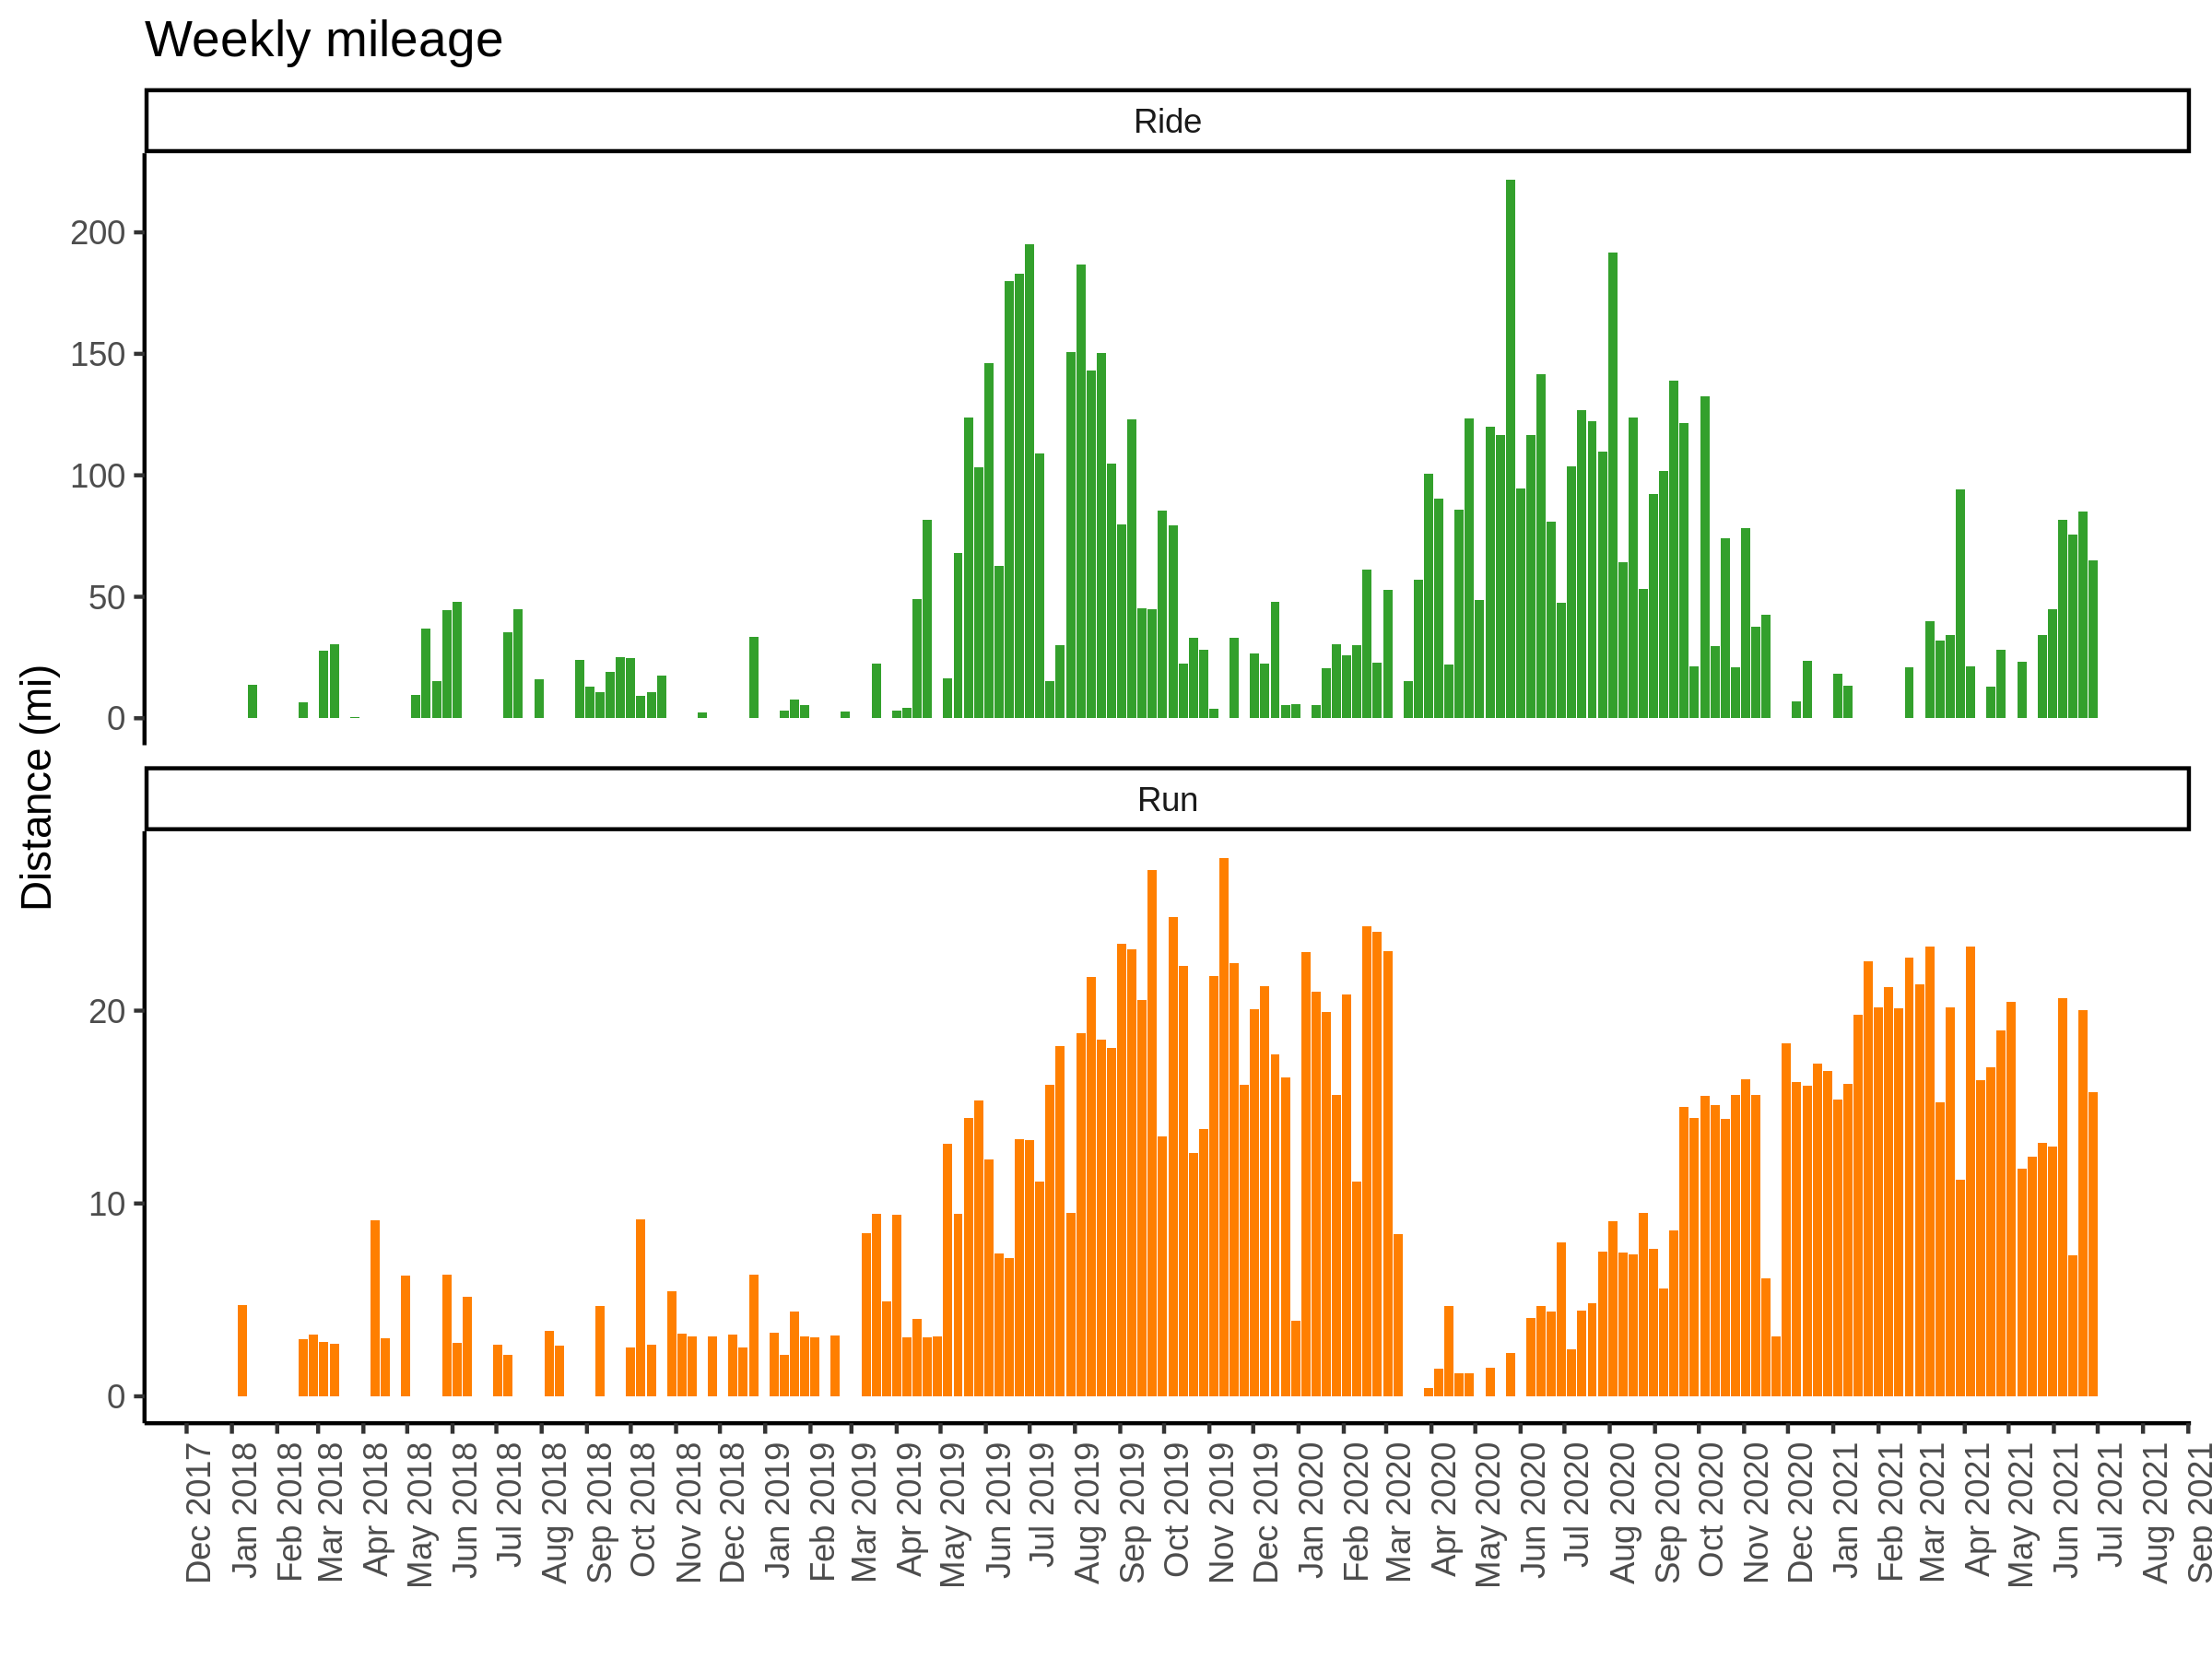 Weekly mileage
Ride
200
150
100
50
0
Distance (mi)
Run
20
10
0
Dec 2017
Jan 2018
Feb 2018
Mar 2018
Apr 2018
May 2018
Jun 2018
Jul 2018
Aug 2018
Sep 2018
Oct 2018
Nov 2018
Dec 2018
Jan 2019
Feb 2019
Mar 2019
Apr 2019
May 2019
Jun 2019
Jul 2019
Aug 2019
Sep 2019
Oct 2019
Nov 2019
Dec 2019
Jan 2020
Feb 2020
Mar 2020
Apr 2020
May 2020
Jun 2020
Jul 2020
Aug 2020
Sep 2020
Oct 2020
Nov 2020
Dec 2020
Jan 2021
Feb 2021
Mar 2021
Apr 2021
May 2021
Jun 2021
Jul 2021
Aug 2021
Sep 2021